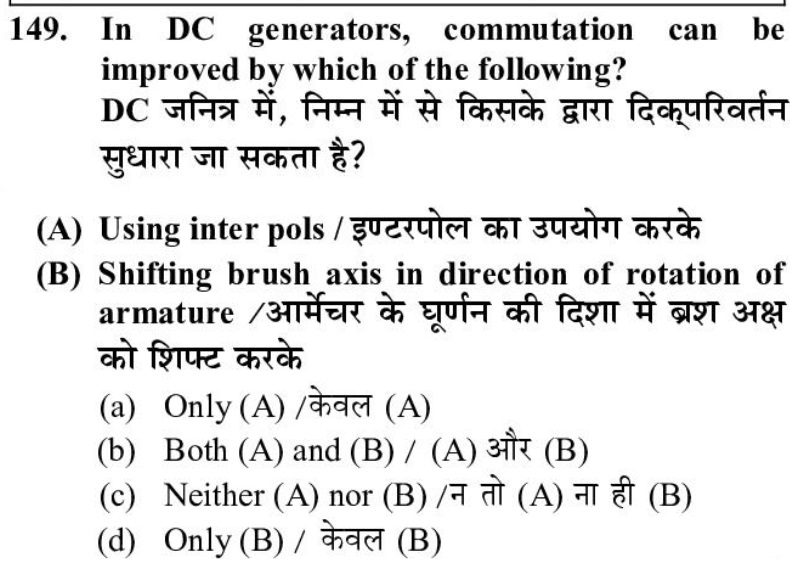 149. In DC generators, commutation can be
improved by which of the following?
DC जनित्र में, निम्न में से किसके द्वारा दिक्‌परिवर्तन
सुधारा जा सकता है?
(A) Using inter pols / इण्टरपोल का उपयोग करके
(B) Shifting brush axis in direction of rotation of
armature /आर्मेचर के घूर्णन की दिशा में ब्रश अक्ष
को शिफ्ट करके
(a) Only (A) /केवल (A)
(b) Both (A) and (B) / (A) और (B)
(c) Neither (A) nor (B) /न तो (A) ना ही (B)
(d) Only (B) / केवल (B)